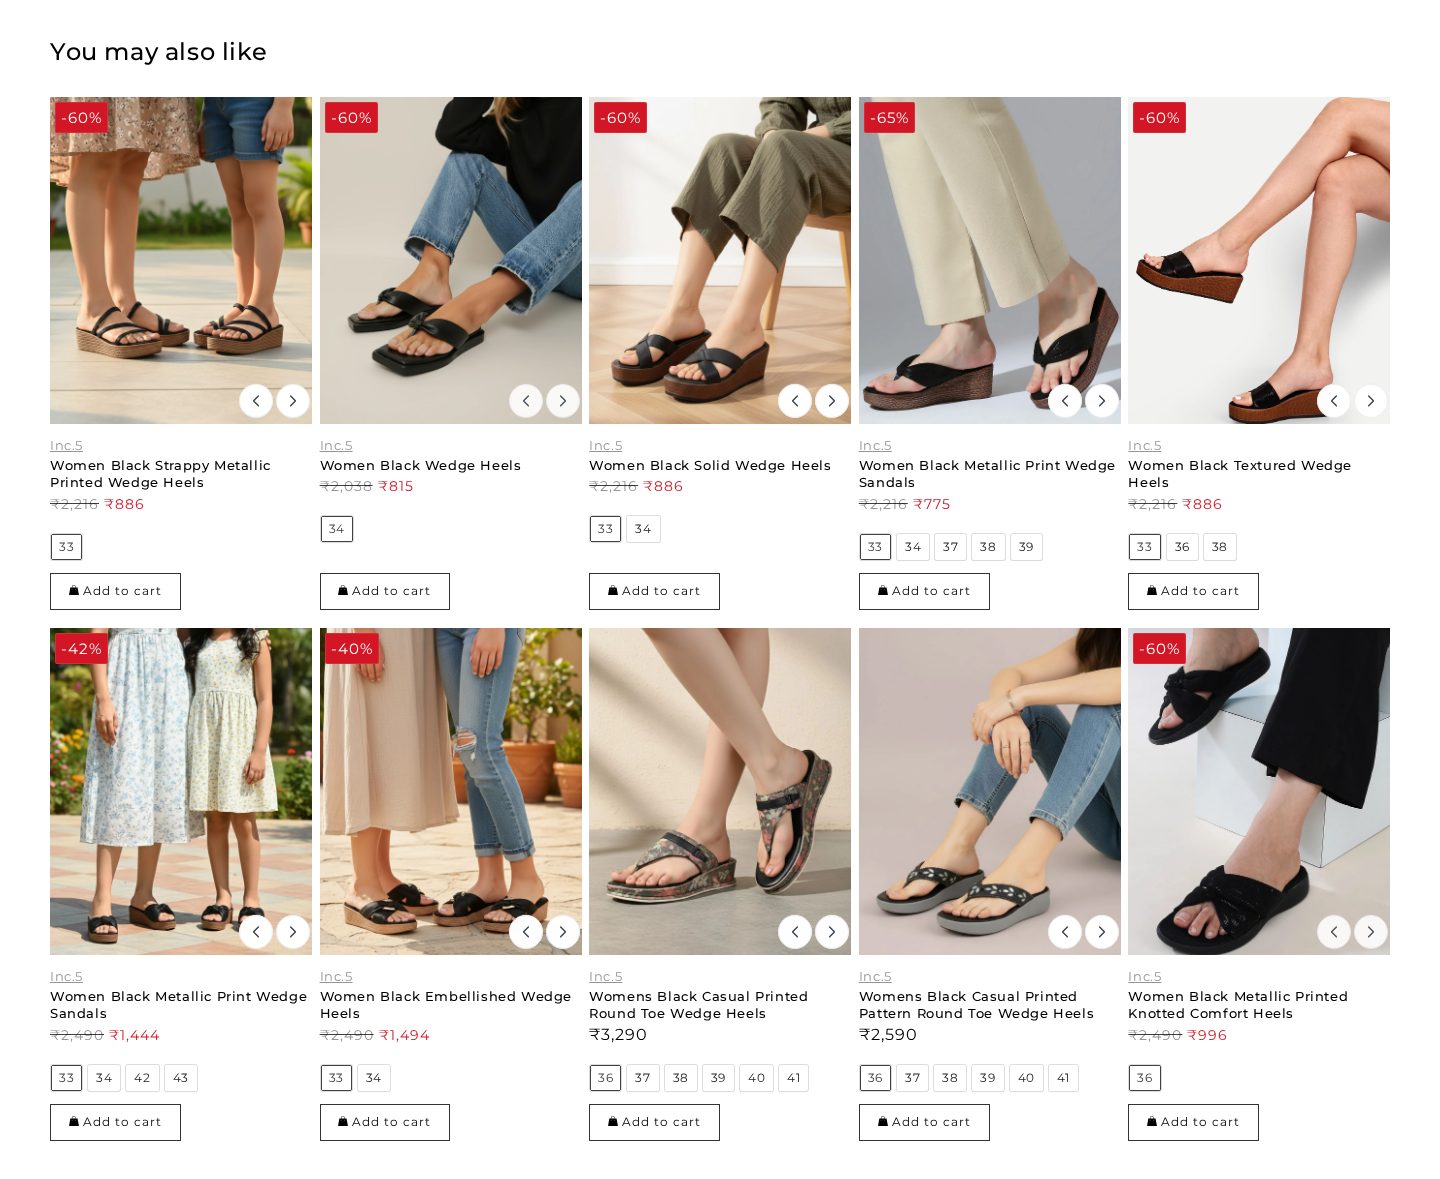 You may also like
-60%
-60%
-60%
-65%
-60%
Inc.5
Women Black Strappy Metallic
Printed Wedge Heels
₹2,216 ₹886
33
Add to cart
Inc.5
Women Black Wedge Heels
₹2,038 ₹815
34
Add to cart
Inc.5
Women Black Solid Wedge Heels
₹2,216 ₹886
33 34
Add to cart
Inc.5
Women Black Metallic Print Wedge
Sandals
₹2,216 ₹775
33 34 37 38 39
Add to cart
Inc.5
Women Black Textured Wedge
Heels
₹2,216 ₹886
33 36 38
Add to cart
-42%
-40%
-60%
Inc.5
Women Black Metallic Print Wedge
Sandals
₹2,490 ₹1,444
33 34 42 43
Add to cart
Inc.5
Women Black Embellished Wedge
Heels
₹2,490 ₹1,494
33 34
Add to cart
Inc.5
Womens Black Casual Printed
Round Toe Wedge Heels
₹3,290
36 37 38 39 40 41
Add to cart
Inc.5
Womens Black Casual Printed
Pattern Round Toe Wedge Heels
₹2,590
36 37 38 39 40 41
Add to cart
Inc.5
Women Black Metallic Printed
Knotted Comfort Heels
₹2,490 ₹996
36
Add to cart